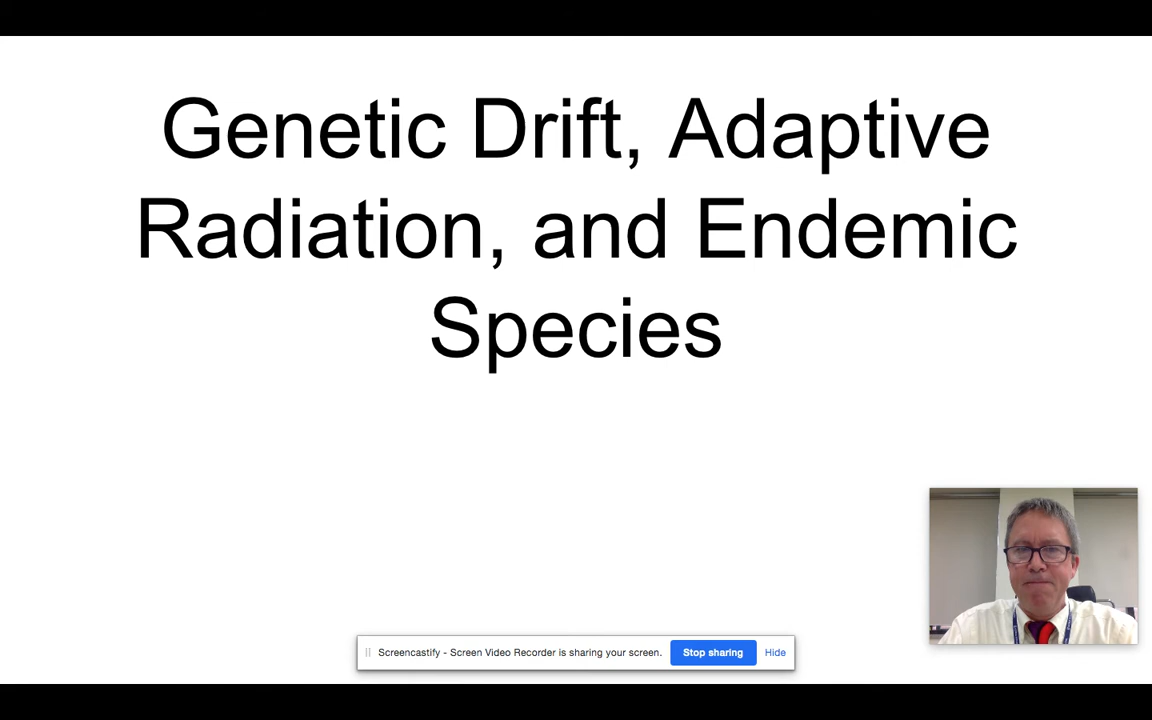 Genetic Drift, Adaptive
Radiation, and Endemic
Species
Screencastify - Screen Video Recorder is sharing your screen. Stop sharing Hide